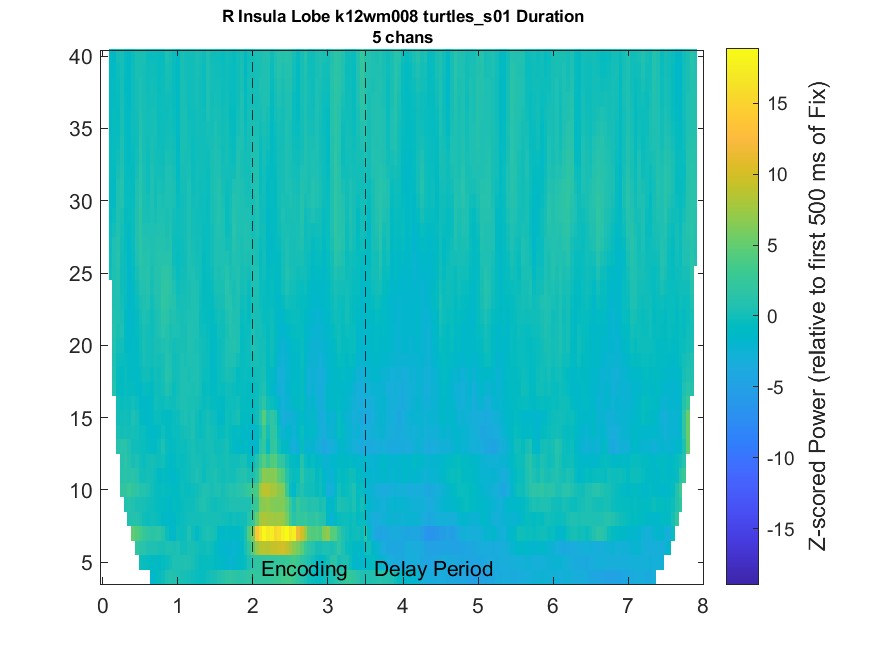 R Insula Lobe k12wm008 turtles_s01 Duration
5 chans
40
35
30
25
20
15
10
5
Encoding
Delay Period
0 1 2 3 4 5 6 7 8
15
10
5
0
-5
-10
-15
Z-scored Power (relative to first 500 ms of Fix)